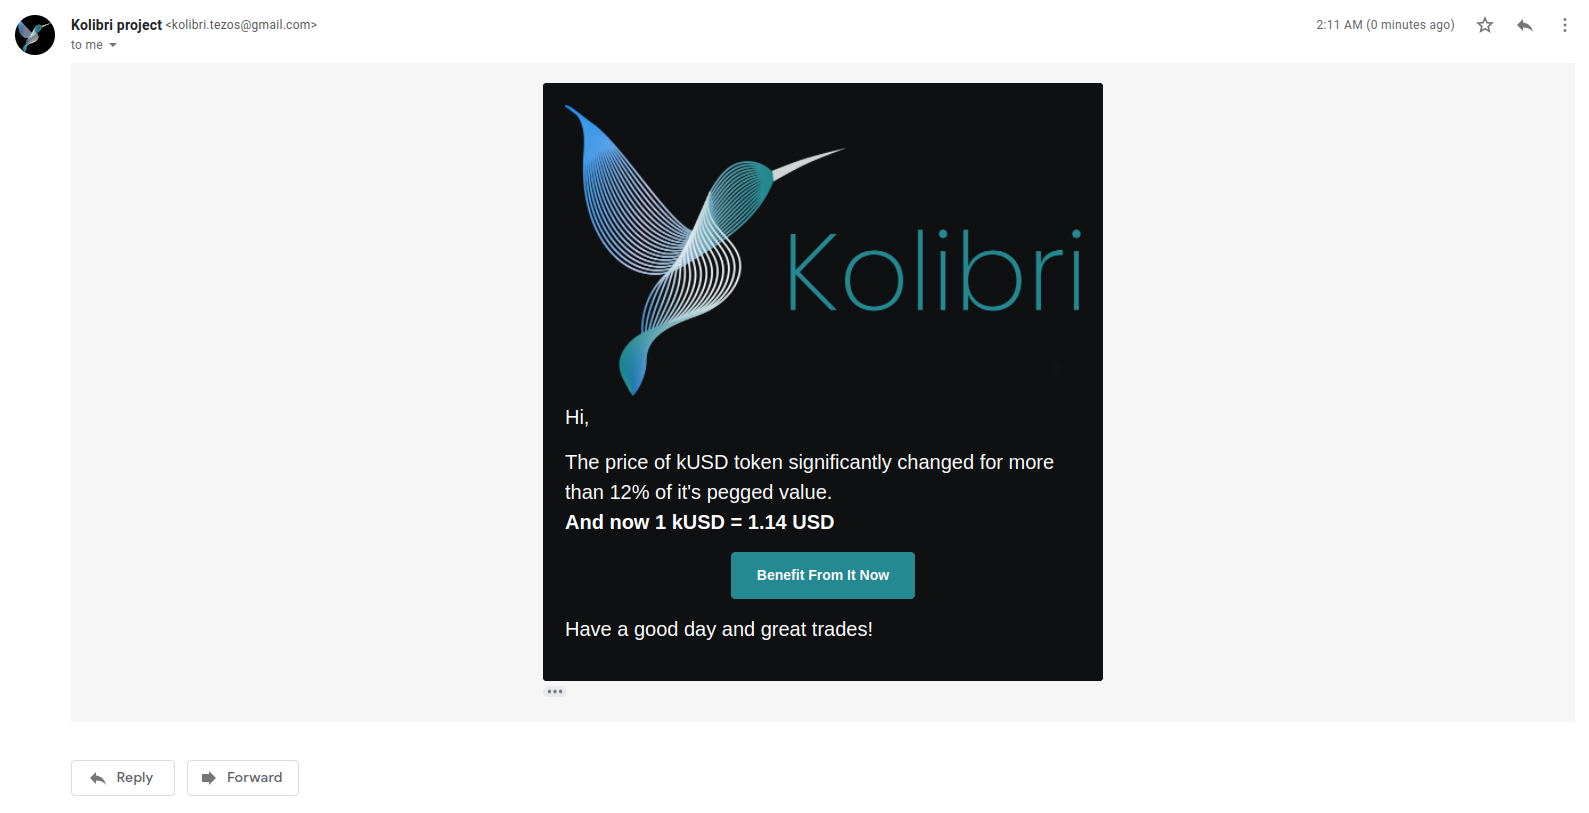 Kolibri project <kolibri.tezos@gmail.com>
2:11 AM (0 minutes ago)
to me
Kolibri
Hi,
The price of kUSD token significantly changed for more
than 12% of it's pegged value.
And now 1 kUSD = 1.14 USD
Benefit From It Now
Have a good day and great trades!
Reply
Forward